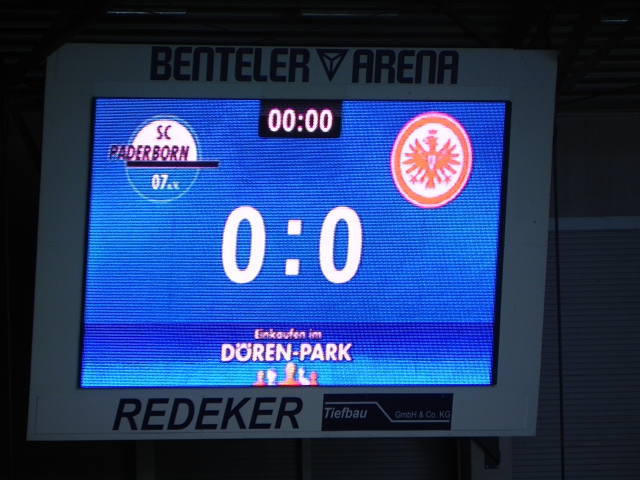 BENTELER ARENA
00:00
SC
PADERBORN
07 e.V.
0:0
Einkaufen im
DÖREN-PARK
REDEKER Tiefbau GmbH & Co. KG